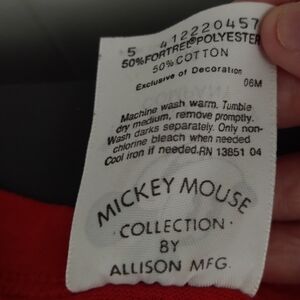 5 412220457
50% FORTREL® POLYESTER
50% COTTON
Exclusive of Decoration
06M
Machine wash warm. Tumble
dry medium, remove promptly.
Wash darks separately. Only non-
chlorine bleach when needed.
Cool iron if needed. RN 13851 04
MICKEY MOUSE
· COLLECTION ·
BY
ALLISON MFG.